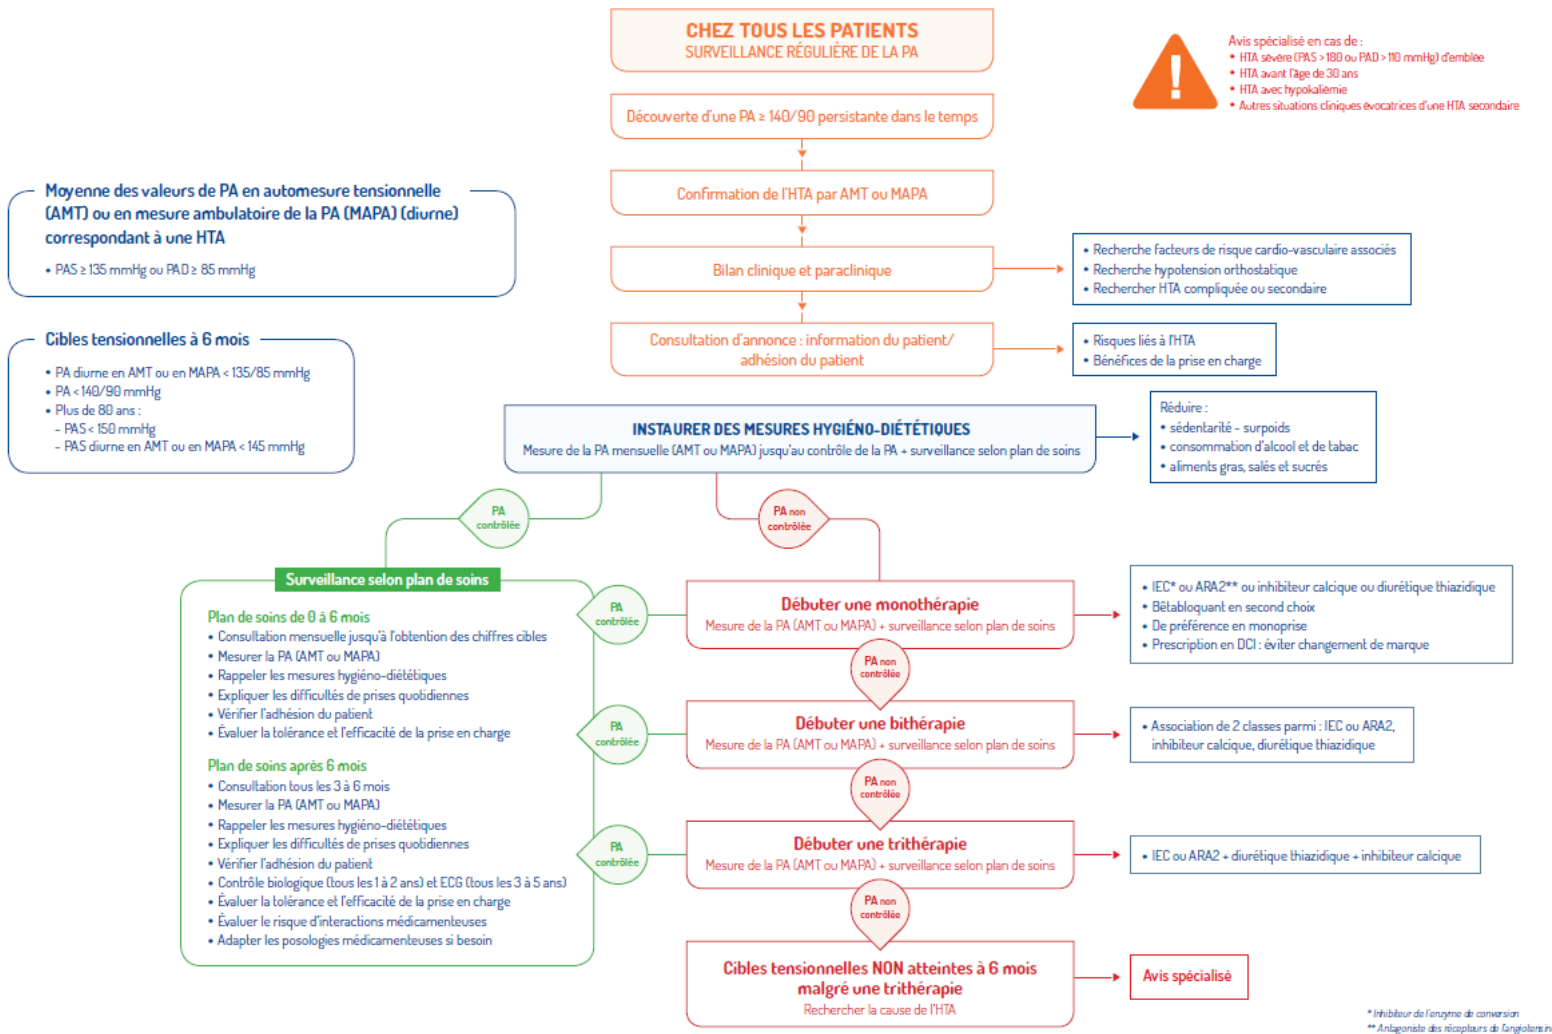 CHEZ TOUS LES PATIENTS
SURVEILLANCE RÉGULIÈRE DE LA PA
Avis spécialisé en cas de :
• HTA sévère (PAS > 180 ou PAD > 110 mmHg) d'emblée
• HTA avant l'âge de 30 ans
• HTA avec hypokaliémie
• Autres situations cliniques évocatrices d'une HTA secondaire
Découverte d'une PA ≥ 140/90 persistante dans le temps
Confirmation de l'HTA par AMT ou MAPA
Moyenne des valeurs de PA en automesure tensionnelle
(AMT) ou en mesure ambulatoire de la PA (MAPA) (diurne)
correspondant à une HTA
• PAS ≥ 135 mmHg ou PAD ≥ 85 mmHg
Bilan clinique et paraclinique
• Recherche facteurs de risque cardio-vasculaire associés
• Recherche hypotension orthostatique
• Rechercher HTA compliquée ou secondaire
Consultation d'annonce : information du patient/
adhésion du patient
• Risques liés à l'HTA
• Bénéfices de la prise en charge
Cibles tensionnelles à 6 mois
• PA diurne en AMT ou en MAPA < 135/85 mmHg
• PA < 140/90 mmHg
• Plus de 80 ans :
- PAS < 150 mmHg
- PAS diurne en AMT ou en MAPA < 145 mmHg
INSTAURER DES MESURES HYGIÉNO-DIÉTÉTIQUES
Mesure de la PA mensuelle (AMT ou MAPA) jusqu'au contrôle de la PA + surveillance selon plan de soins
Réduire :
• sédentarité - surpoids
• consommation d'alcool et de tabac
• aliments gras, salés et sucrés
PA
contrôlée
PA non
contrôlée
Surveillance selon plan de soins
Plan de soins de 0 à 6 mois
• Consultation mensuelle jusqu'à l'obtention des chiffres cibles
• Mesurer la PA (AMT ou MAPA)
• Rappeler les mesures hygiéno-diététiques
• Expliquer les difficultés de prises quotidiennes
• Vérifier l'adhésion du patient
• Évaluer la tolérance et l'efficacité de la prise en charge
Plan de soins après 6 mois
• Consultation tous les 3 à 6 mois
• Mesurer la PA (AMT ou MAPA)
• Rappeler les mesures hygiéno-diététiques
• Expliquer les difficultés de prises quotidiennes
• Vérifier l'adhésion du patient
• Contrôle biologique (tous les 1 à 2 ans) et ECG (tous les 3 à 5 ans)
• Évaluer la tolérance et l'efficacité de la prise en charge
• Évaluer le risque d'interactions médicamenteuses
• Adapter les posologies médicamenteuses si besoin
PA
contrôlée
Débuter une monothérapie
Mesure de la PA (AMT ou MAPA) + surveillance selon plan de soins
• IEC* ou ARA2** ou inhibiteur calcique ou diurétique thiazidique
• Bêtabloquant en second choix
• De préférence en monoprise
• Prescription en DCI : éviter changement de marque
PA non
contrôlée
PA
contrôlée
Débuter une bithérapie
Mesure de la PA (AMT ou MAPA) + surveillance selon plan de soins
• Association de 2 classes parmi : IEC ou ARA2,
inhibiteur calcique, diurétique thiazidique
PA non
contrôlée
PA
contrôlée
Débuter une trithérapie
Mesure de la PA (AMT ou MAPA) + surveillance selon plan de soins
• IEC ou ARA2 + diurétique thiazidique + inhibiteur calcique
PA non
contrôlée
Cibles tensionnelles NON atteintes à 6 mois
malgré une trithérapie
Rechercher la cause de l'HTA
Avis spécialisé
* Inhibiteur de l'enzyme de conversion
** Antagoniste des récepteurs de l'angiotensine